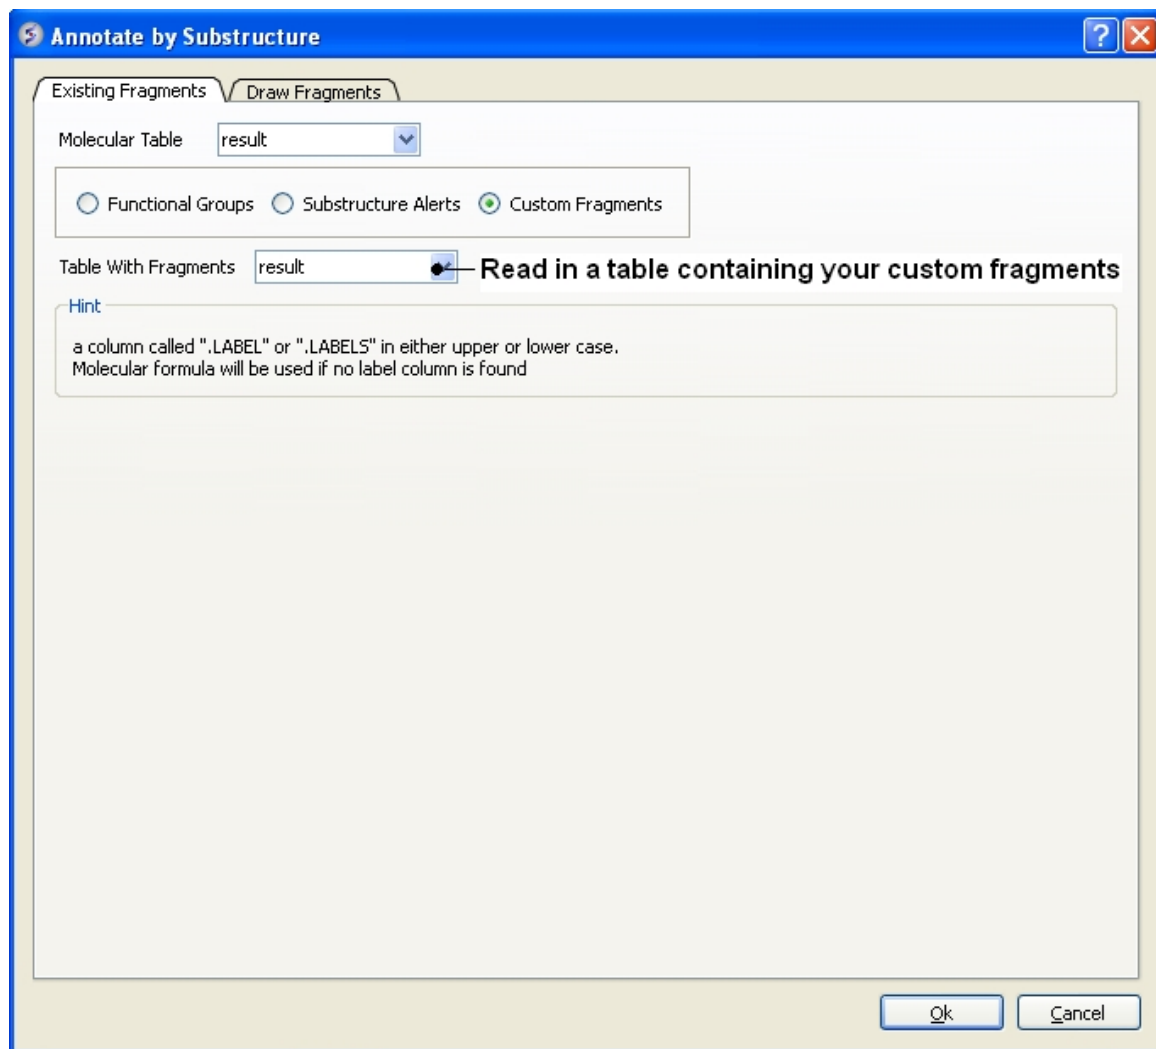 Annotate by Substructure
Existing Fragments Draw Fragments
Molecular Table result
Functional Groups Substructure Alerts Custom Fragments
Table With Fragments result Read in a table containing your custom fragments
Hint
a column called ".LABEL" or ".LABELS" in either upper or lower case.
Molecular formula will be used if no label column is found
Ok Cancel